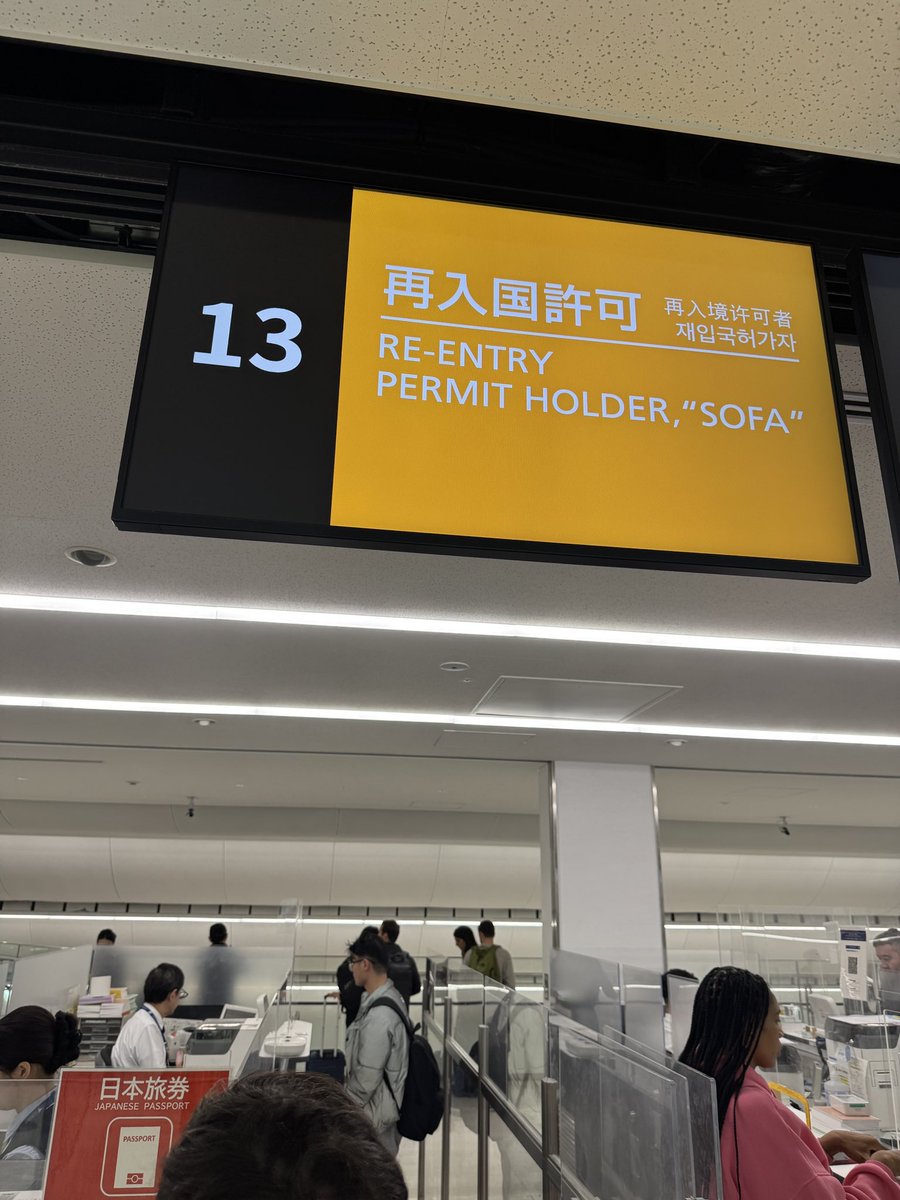 13
再入国許可
再入境许可者
재입국허가자
RE-ENTRY
PERMIT HOLDER,"SOFA"
日本旅券
JAPANESE PASSPORT
PASSPORT